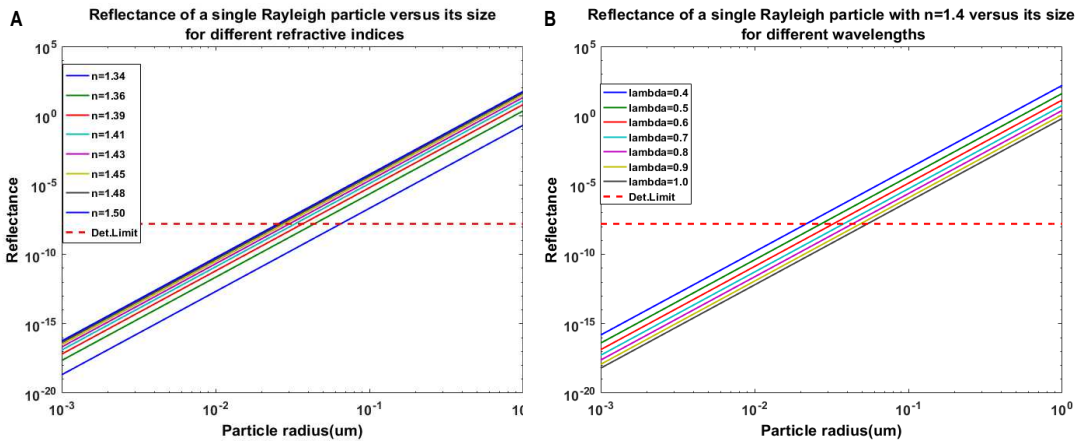 A
Reflectance of a single Rayleigh particle versus its size
for different refractive indices
Reflectance
10^5
10^0
10^-5
10^-10
10^-15
10^-20
n=1.34
n=1.36
n=1.39
n=1.41
n=1.43
n=1.45
n=1.48
n=1.50
Det.Limit
10^-3
10^-2
10^-1
10
Particle radius(um)
B
Reflectance of a single Rayleigh particle with n=1.4 versus its size
for different wavelengths
Reflectance
10^5
10^0
10^-5
10^-10
10^-15
10^-20
lambda=0.4
lambda=0.5
lambda=0.6
lambda=0.7
lambda=0.8
lambda=0.9
lambda=1.0
Det.Limit
10^-3
10^-2
10^-1
10^0
Particle radius(um)